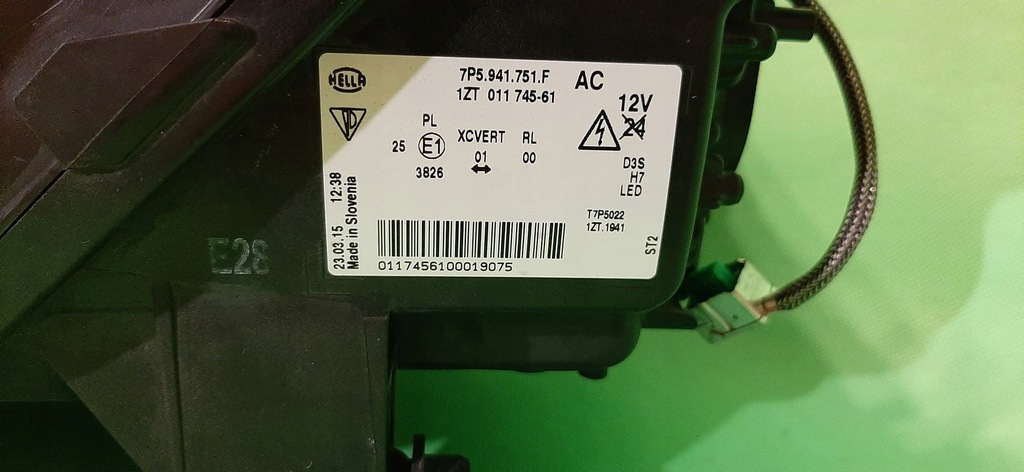 HELLA
7P5.941.751.F
1ZT 011 745-61
AC
12V
24
PL
25
E1
3826
XCVERT
01
RL
00
D3S
H7
LED
T7P5022
1ZT.1941
ST2
23.03.15 12:38
Made in Slovenia
0117456100019075
E28